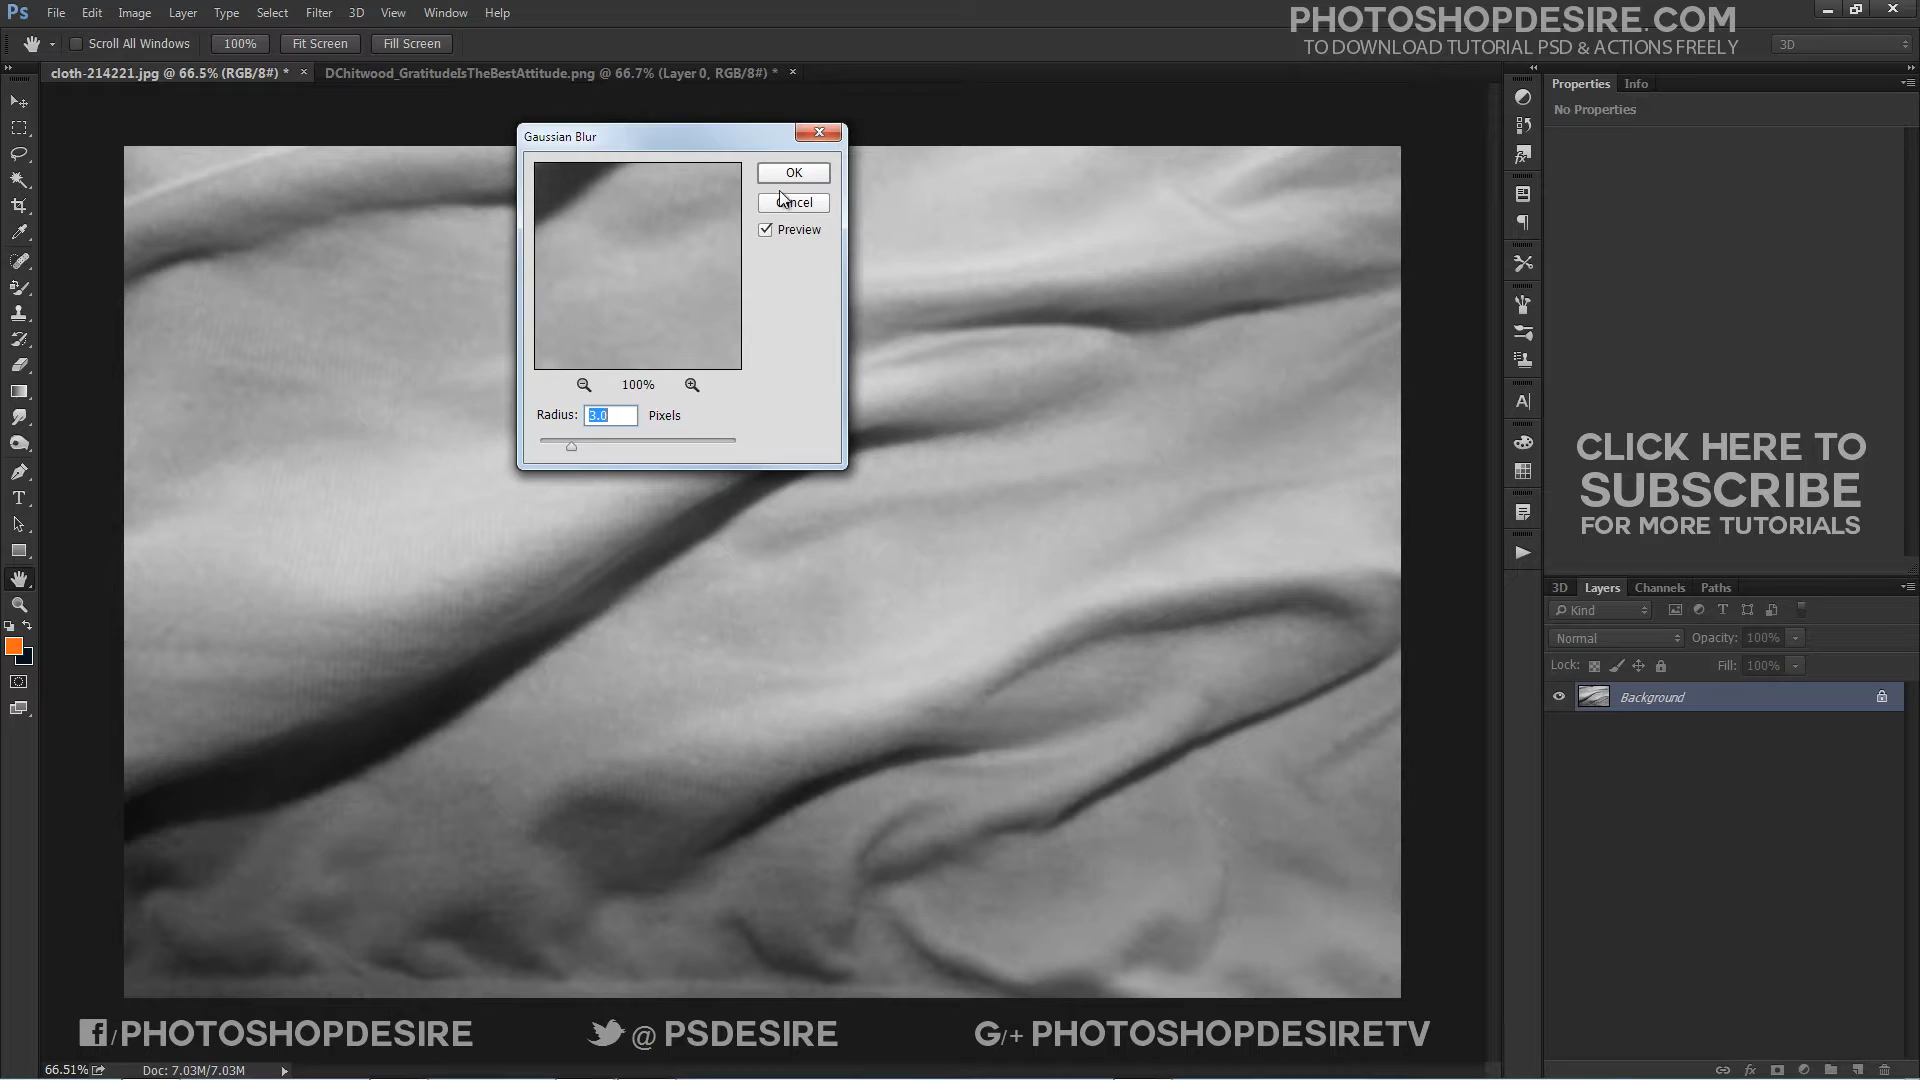 Ps File Edit Image Layer Type Select Filter 3D View Window Help
PHOTOSHOPDESIRE.COM
TO DOWNLOAD TUTORIAL PSD & ACTIONS FREELY
Scroll All Windows 100% Fit Screen Fill Screen 3D
cloth-214221.jpg @ 66.5% (RGB/8#) * × DChitwood_GratitudeIsTheBestAttitude.png @ 66.7% (Layer 0, RGB/8#) * ×
Properties Info
No Properties
Gaussian Blur
OK
Cancel
Preview
100%
Radius: 3.0 Pixels
CLICK HERE TO
SUBSCRIBE
FOR MORE TUTORIALS
3D Layers Channels Paths
Kind
Normal Opacity: 100%
Lock: Fill: 100%
Background
f/PHOTOSHOPDESIRE @ PSDESIRE G/+ PHOTOSHOPDESIRETV
66.51% Doc: 7.03M/7.03M